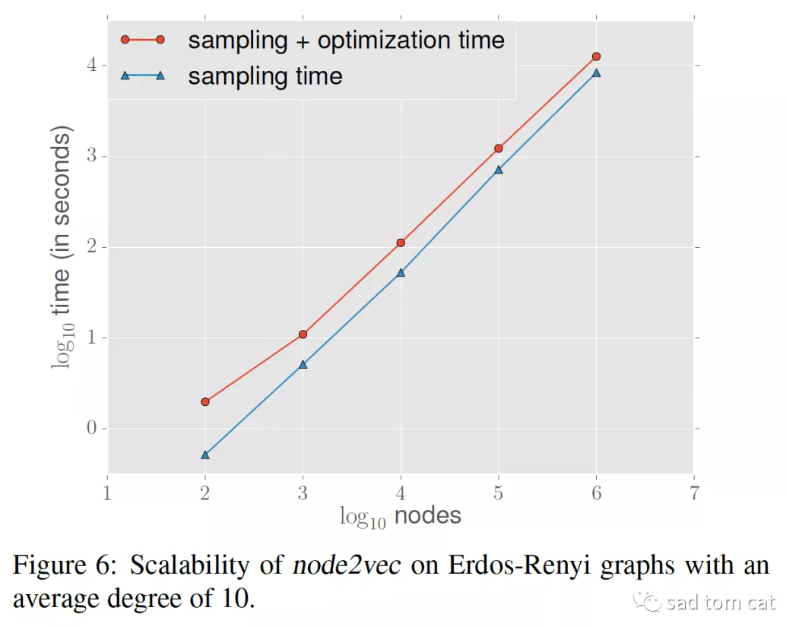 sampling + optimization time
sampling time
4
3
2
1
0
log10 time (in seconds)
1 2 3 4 5 6 7
log10 nodes
Figure 6: Scalability of node2vec on Erdos-Renyi graphs with an
average degree of 10.
sad tom cat